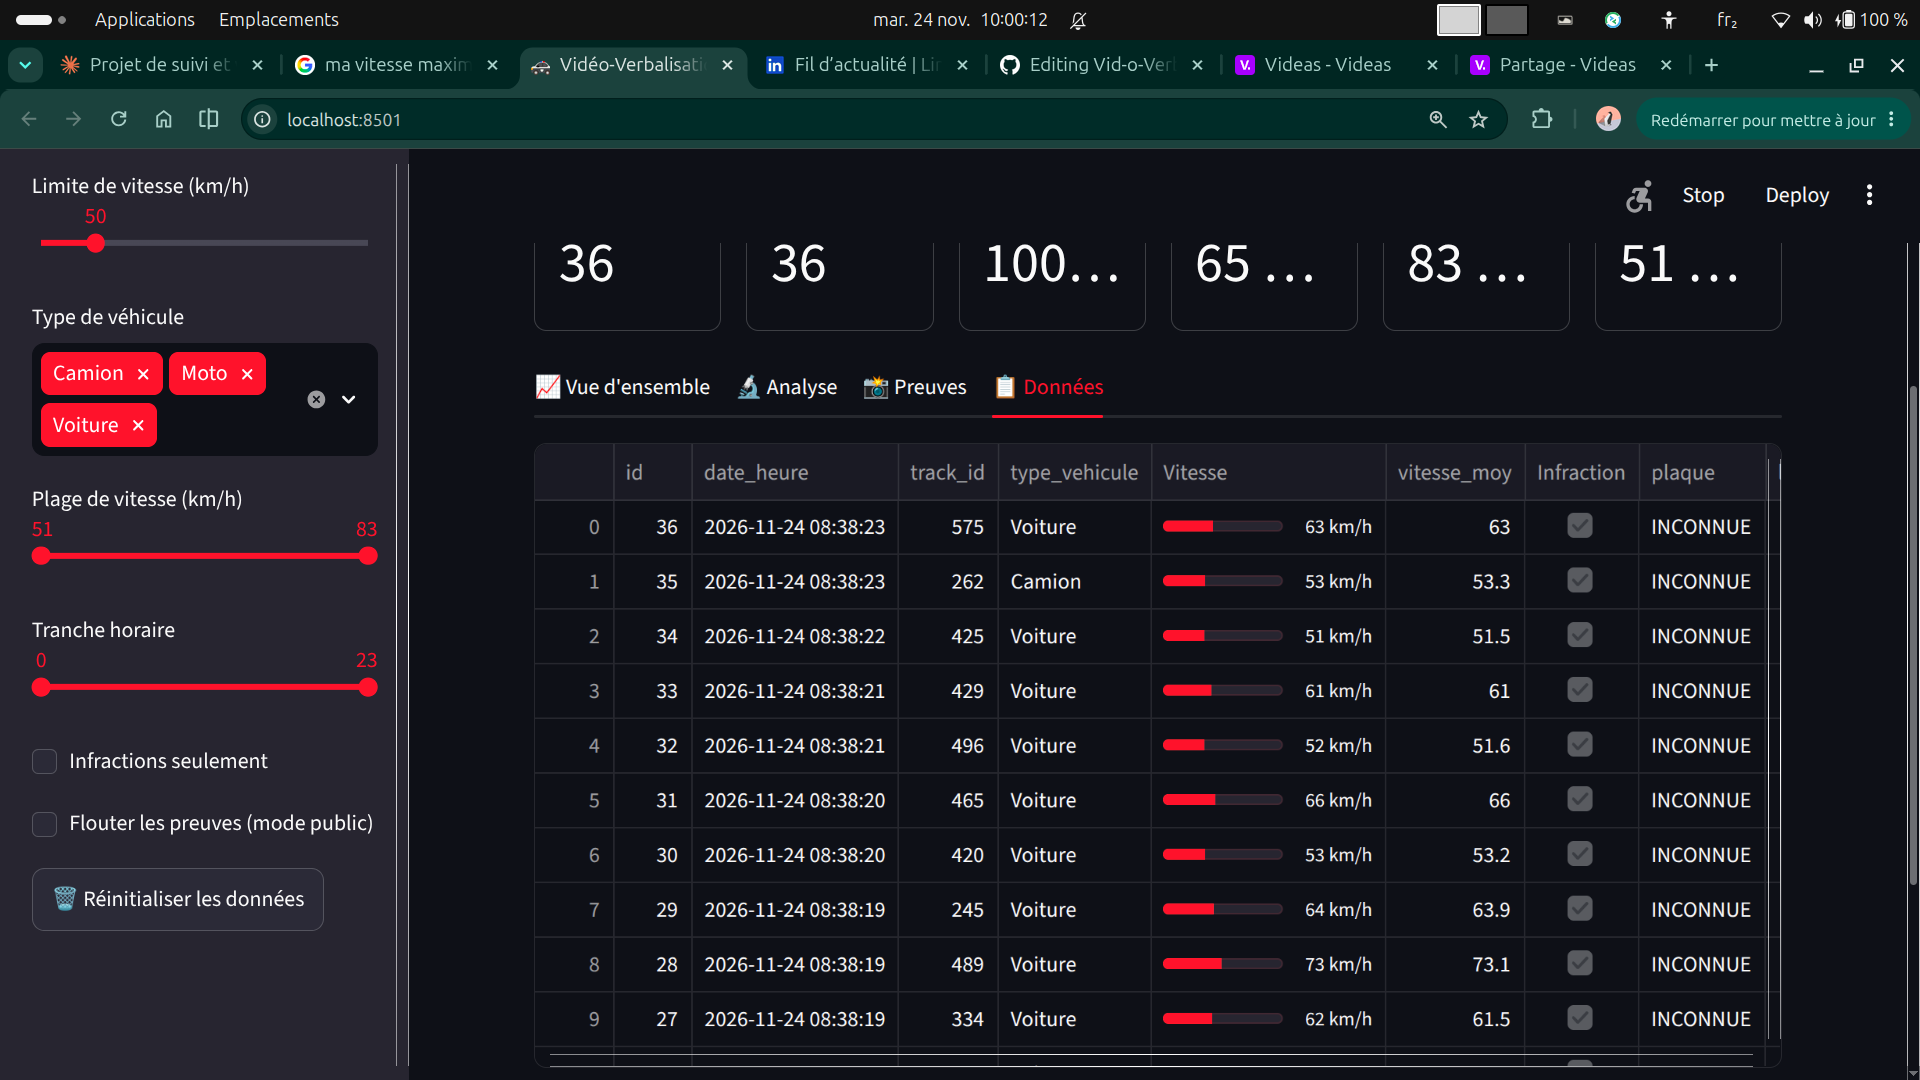 Applications Emplacements mar. 24 nov. 10:00:12 fr₂ 100 %
Projet de suivi et ma vitesse maxim Vidéo-Verbalisati Fil d’actualité | Lin Editing Vid-o-Verl Videas - Videas Partage - Videas
localhost:8501 Redémarrer pour mettre à jour
Limite de vitesse (km/h)
50
Type de véhicule
Camion Moto
Voiture
Plage de vitesse (km/h)
51 83
Tranche horaire
0 23
Infractions seulement
Flouter les preuves (mode public)
Réinitialiser les données
Stop Deploy
36 36 100… 65 … 83 … 51 …
Vue d'ensemble Analyse Preuves Données
id date_heure track_id type_vehicule Vitesse vitesse_moy Infraction plaque
0 36 2026-11-24 08:38:23 575 Voiture 63 km/h 63 INCONNUE
1 35 2026-11-24 08:38:23 262 Camion 53 km/h 53.3 INCONNUE
2 34 2026-11-24 08:38:22 425 Voiture 51 km/h 51.5 INCONNUE
3 33 2026-11-24 08:38:21 429 Voiture 61 km/h 61 INCONNUE
4 32 2026-11-24 08:38:21 496 Voiture 52 km/h 51.6 INCONNUE
5 31 2026-11-24 08:38:20 465 Voiture 66 km/h 66 INCONNUE
6 30 2026-11-24 08:38:20 420 Voiture 53 km/h 53.2 INCONNUE
7 29 2026-11-24 08:38:19 245 Voiture 64 km/h 63.9 INCONNUE
8 28 2026-11-24 08:38:19 489 Voiture 73 km/h 73.1 INCONNUE
9 27 2026-11-24 08:38:19 334 Voiture 62 km/h 61.5 INCONNUE